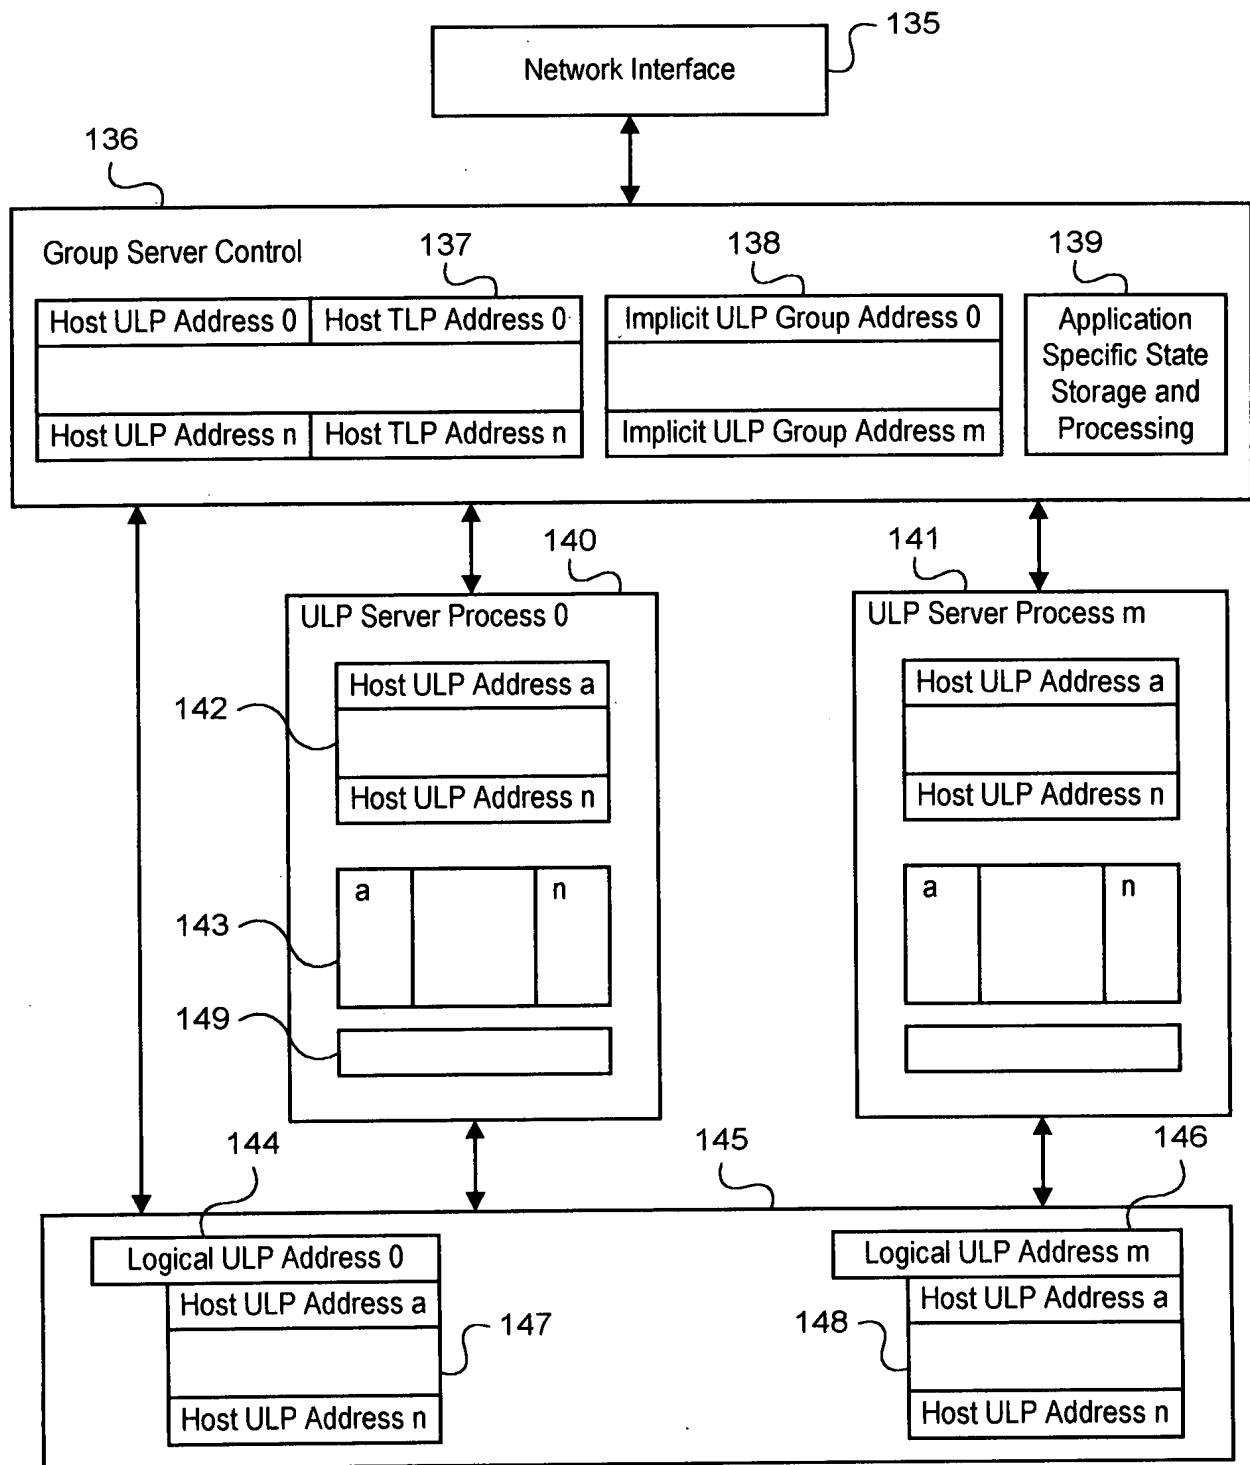 135
Network Interface
136
Group Server Control
137
138
139
Host ULP Address 0
Host TLP Address 0
Host ULP Address n
Host TLP Address n
Implicit ULP Group Address 0
Implicit ULP Group Address m
Application
Specific State
Storage and
Processing
140
141
ULP Server Process 0
Host ULP Address a
142
Host ULP Address n
a
n
143
149
ULP Server Process m
Host ULP Address a
Host ULP Address n
a
n
144
145
146
Logical ULP Address 0
Host ULP Address a
147
Host ULP Address n
Logical ULP Address m
Host ULP Address a
148
Host ULP Address n